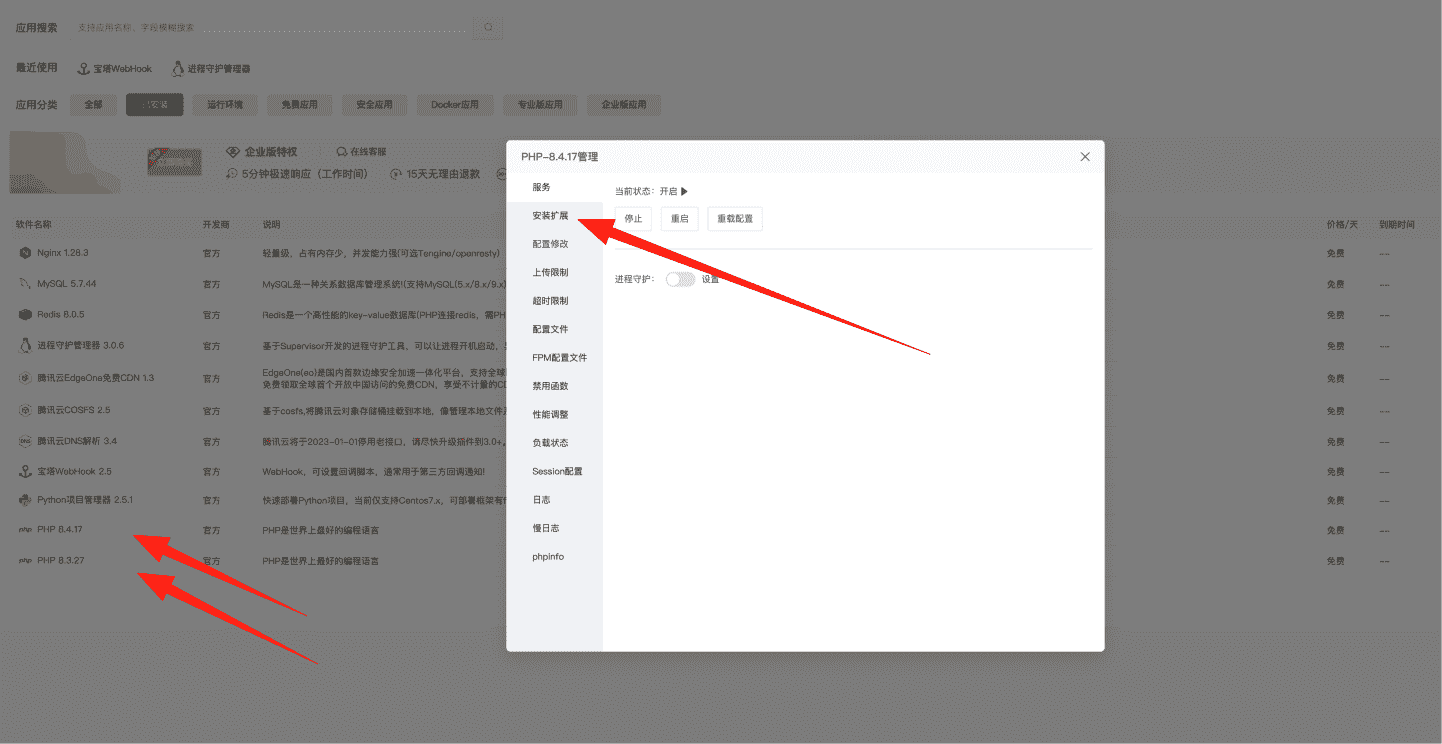 应用搜索 支持应用名称、字段模糊搜索
最近使用 宝塔WebHook 进程守护管理器
应用分类 全部 已安装 运行环境 免费应用 安全应用 Docker应用 专业版应用 企业版应用
企业版特权 在线客服
5分钟极速响应（工作时间） 15天无理由退款
软件名称 开发商 说明 价格/天 到期时间
Nginx 1.28.3 官方 轻量级，占有内存少，并发能力强(可选Tengine/openresty) 免费 --
MySQL 5.7.44 官方 MySQL是一种关系数据库管理系统!(支持MySQL(5.x/8.x/9.x) 免费 --
Redis 8.0.5 官方 Redis是一个高性能的key-value数据库(PHP连接redis，需PH 免费 --
进程守护管理器 3.0.6 官方 基于Supervisor开发的进程守护工具，可以让进程开机启动、 免费 --
腾讯云EdgeOne免费CDN 1.3 官方 EdgeOne(eo)是国内首款边缘安全加速一体化平台，支持全球
免费领取全球首个开放中国访问的免费CDN，享受不计量的CD 免费 --
腾讯云COSFS 2.5 官方 基于cosfs,将腾讯云对象存储桶挂载到本地，像管理本地文件 免费 --
腾讯云DNS解析 3.4 官方 腾讯云将于2023-01-01停用老接口，请尽快升级插件到3.0+, 免费 --
宝塔WebHook 2.5 官方 WebHook，可设置回调脚本，通常用于第三方回调通知! 免费 --
Python项目管理器 2.5.1 官方 快速部署Python项目，当前仅支持Centos7.x，可部署框架有 免费 --
php PHP 8.4.17 官方 PHP是世界上最好的编程语言 免费 --
php PHP 8.3.27 官方 PHP是世界上最好的编程语言 免费 --
PHP-8.4.17管理
服务
安装扩展
配置修改
上传限制
超时限制
配置文件
FPM配置文件
禁用函数
性能调整
负载状态
Session配置
日志
慢日志
phpinfo
当前状态：开启
停止 重启 重载配置
进程守护： 设置